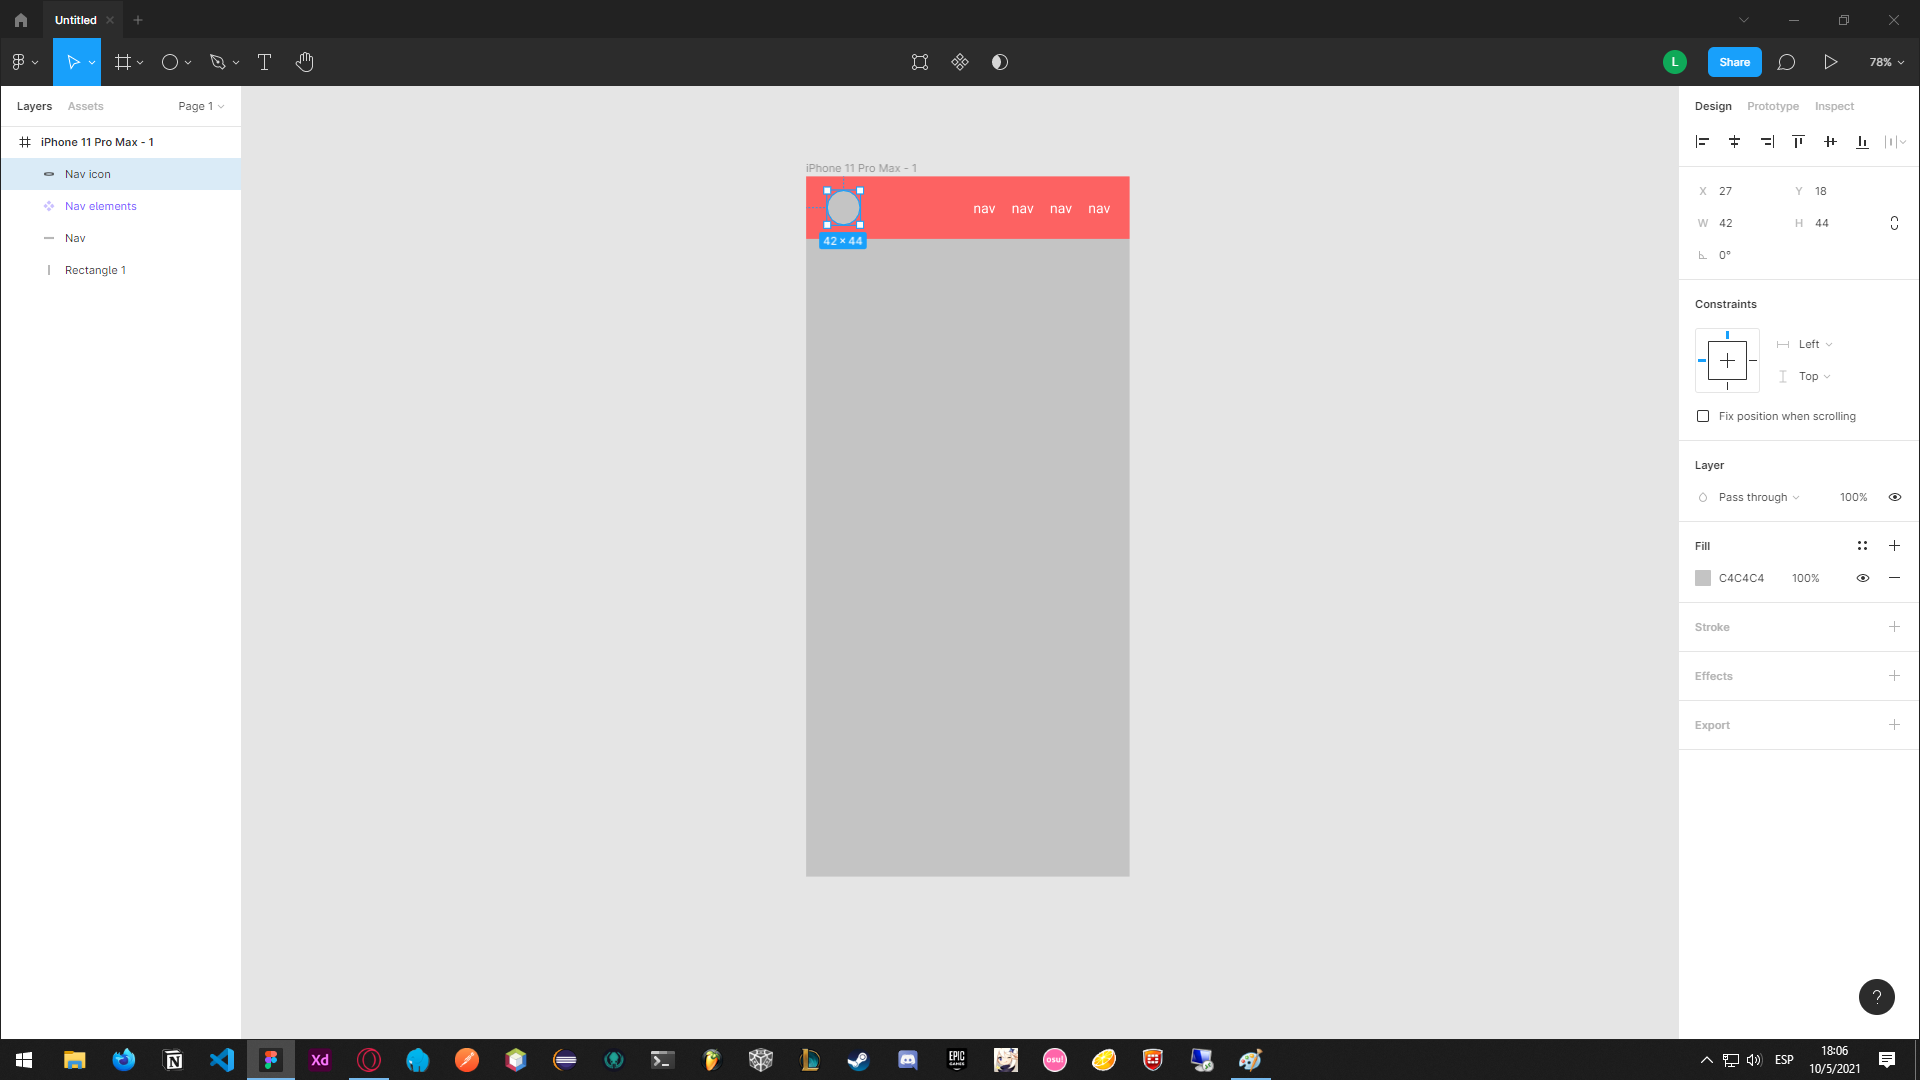 Untitled
L
Share
78%
Layers
Assets
Page 1
Design
Prototype
Inspect
iPhone 11 Pro Max - 1
Nav icon
Nav elements
Nav
Rectangle 1
iPhone 11 Pro Max - 1
nav nav nav nav
42 × 44
X 27 Y 18
W 42 H 44
0°
Constraints
Left
Top
Fix position when scrolling
Layer
Pass through 100%
Fill
C4C4C4 100%
Stroke
Effects
Export
?
Xd
EPIC
GAMES
osu!
ESP
18:06
10/5/2021